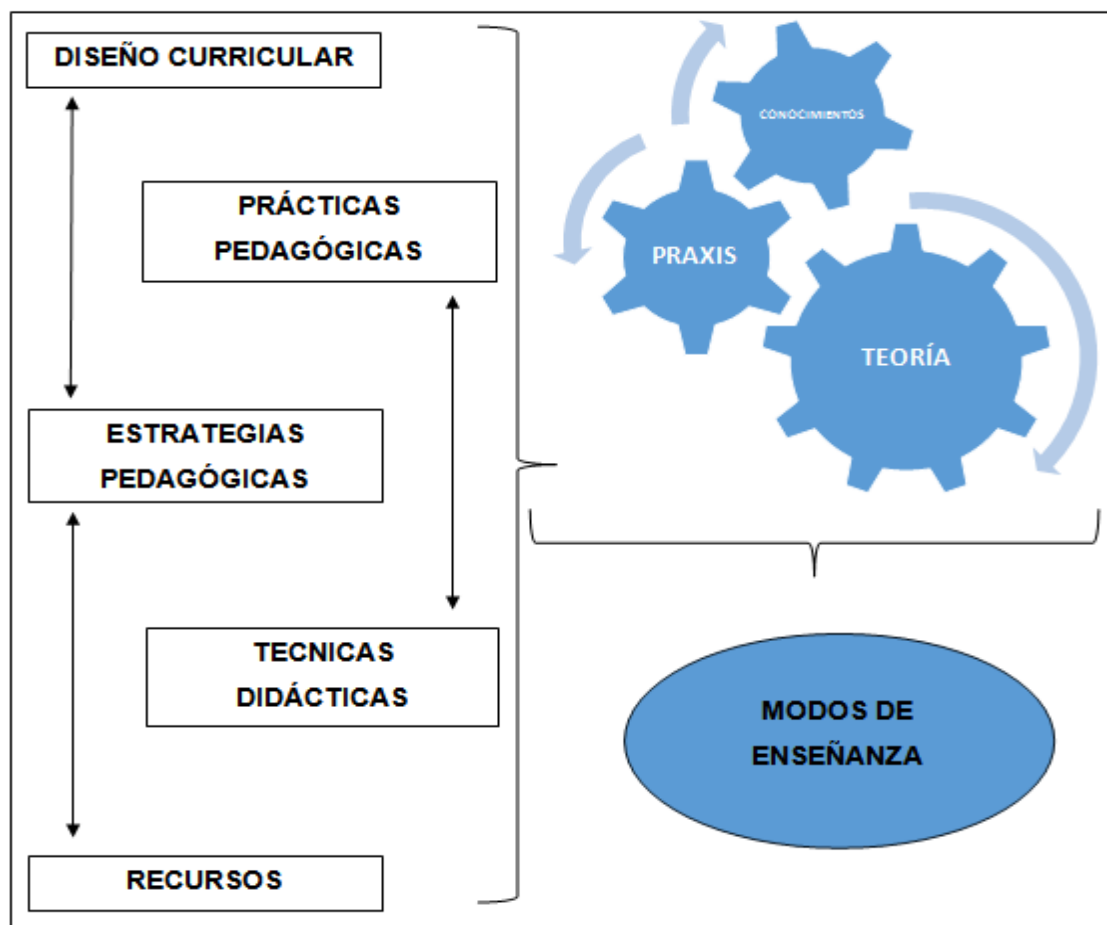 DISEÑO CURRICULAR
PRÁCTICAS
PEDAGÓGICAS
ESTRATEGIAS
PEDAGÓGICAS
TECNICAS
DIDÁCTICAS
RECURSOS
CONOCIMIENTOS
PRAXIS
TEORÍA
MODOS DE
ENSEÑANZA